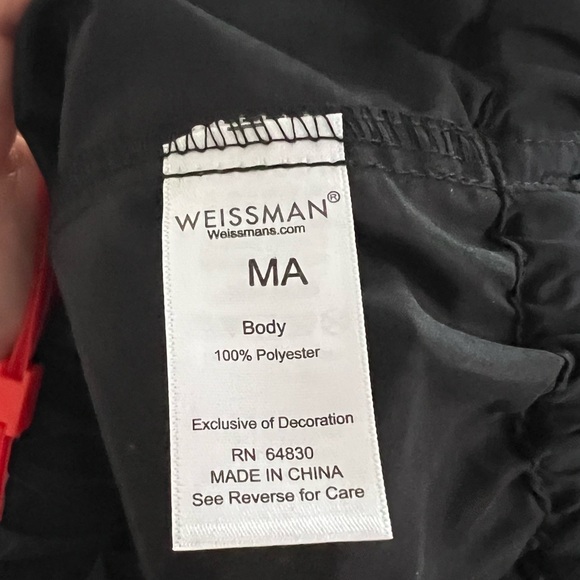 WEISSMAN®
Weissmans.com
MA
Body
100% Polyester
Exclusive of Decoration
RN 64830
MADE IN CHINA
See Reverse for Care